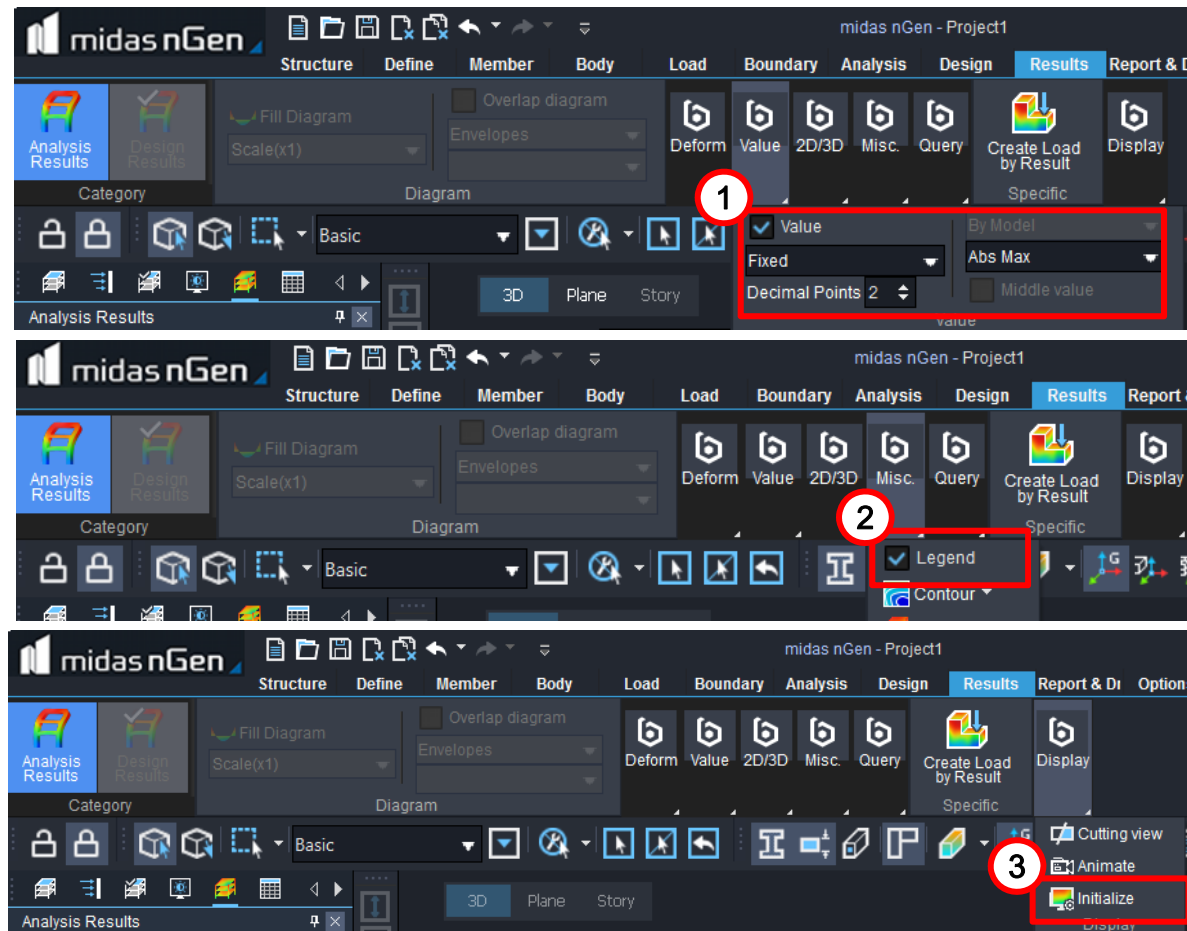 midas nGen
midas nGen - Project1
Structure Define Member Body Load Boundary Analysis Design Results Report & D
Fill Diagram
Scale(x1)
Overlap diagram
Envelopes
Analysis Results
Design Results
Deform Value 2D/3D Misc. Query
Create Load by Result
Display
Category Diagram Specific
1
Basic
Value
By Model
Fixed
Abs Max
Decimal Points 2
Middle value
3D Plane Story
Analysis Results
Value
midas nGen
midas nGen - Project1
Structure Define Member Body Load Boundary Analysis Design Results Report
Fill Diagram
Scale(x1)
Overlap diagram
Envelopes
Analysis Results
Design Results
Deform Value 2D/3D Misc. Query
Create Load by Result
Display
Category Diagram Specific
2
Basic
Legend
Contour
G
midas nGen
midas nGen - Project1
Structure Define Member Body Load Boundary Analysis Design Results Report & Dr Option
Fill Diagram
Scale(x1)
Overlap diagram
Envelopes
Analysis Results
Design Results
Deform Value 2D/3D Misc. Query
Create Load by Result
Display
Category Diagram Specific
Basic
G
Cutting view
3
Animate
Initialize
3D Plane Story
Analysis Results
Display